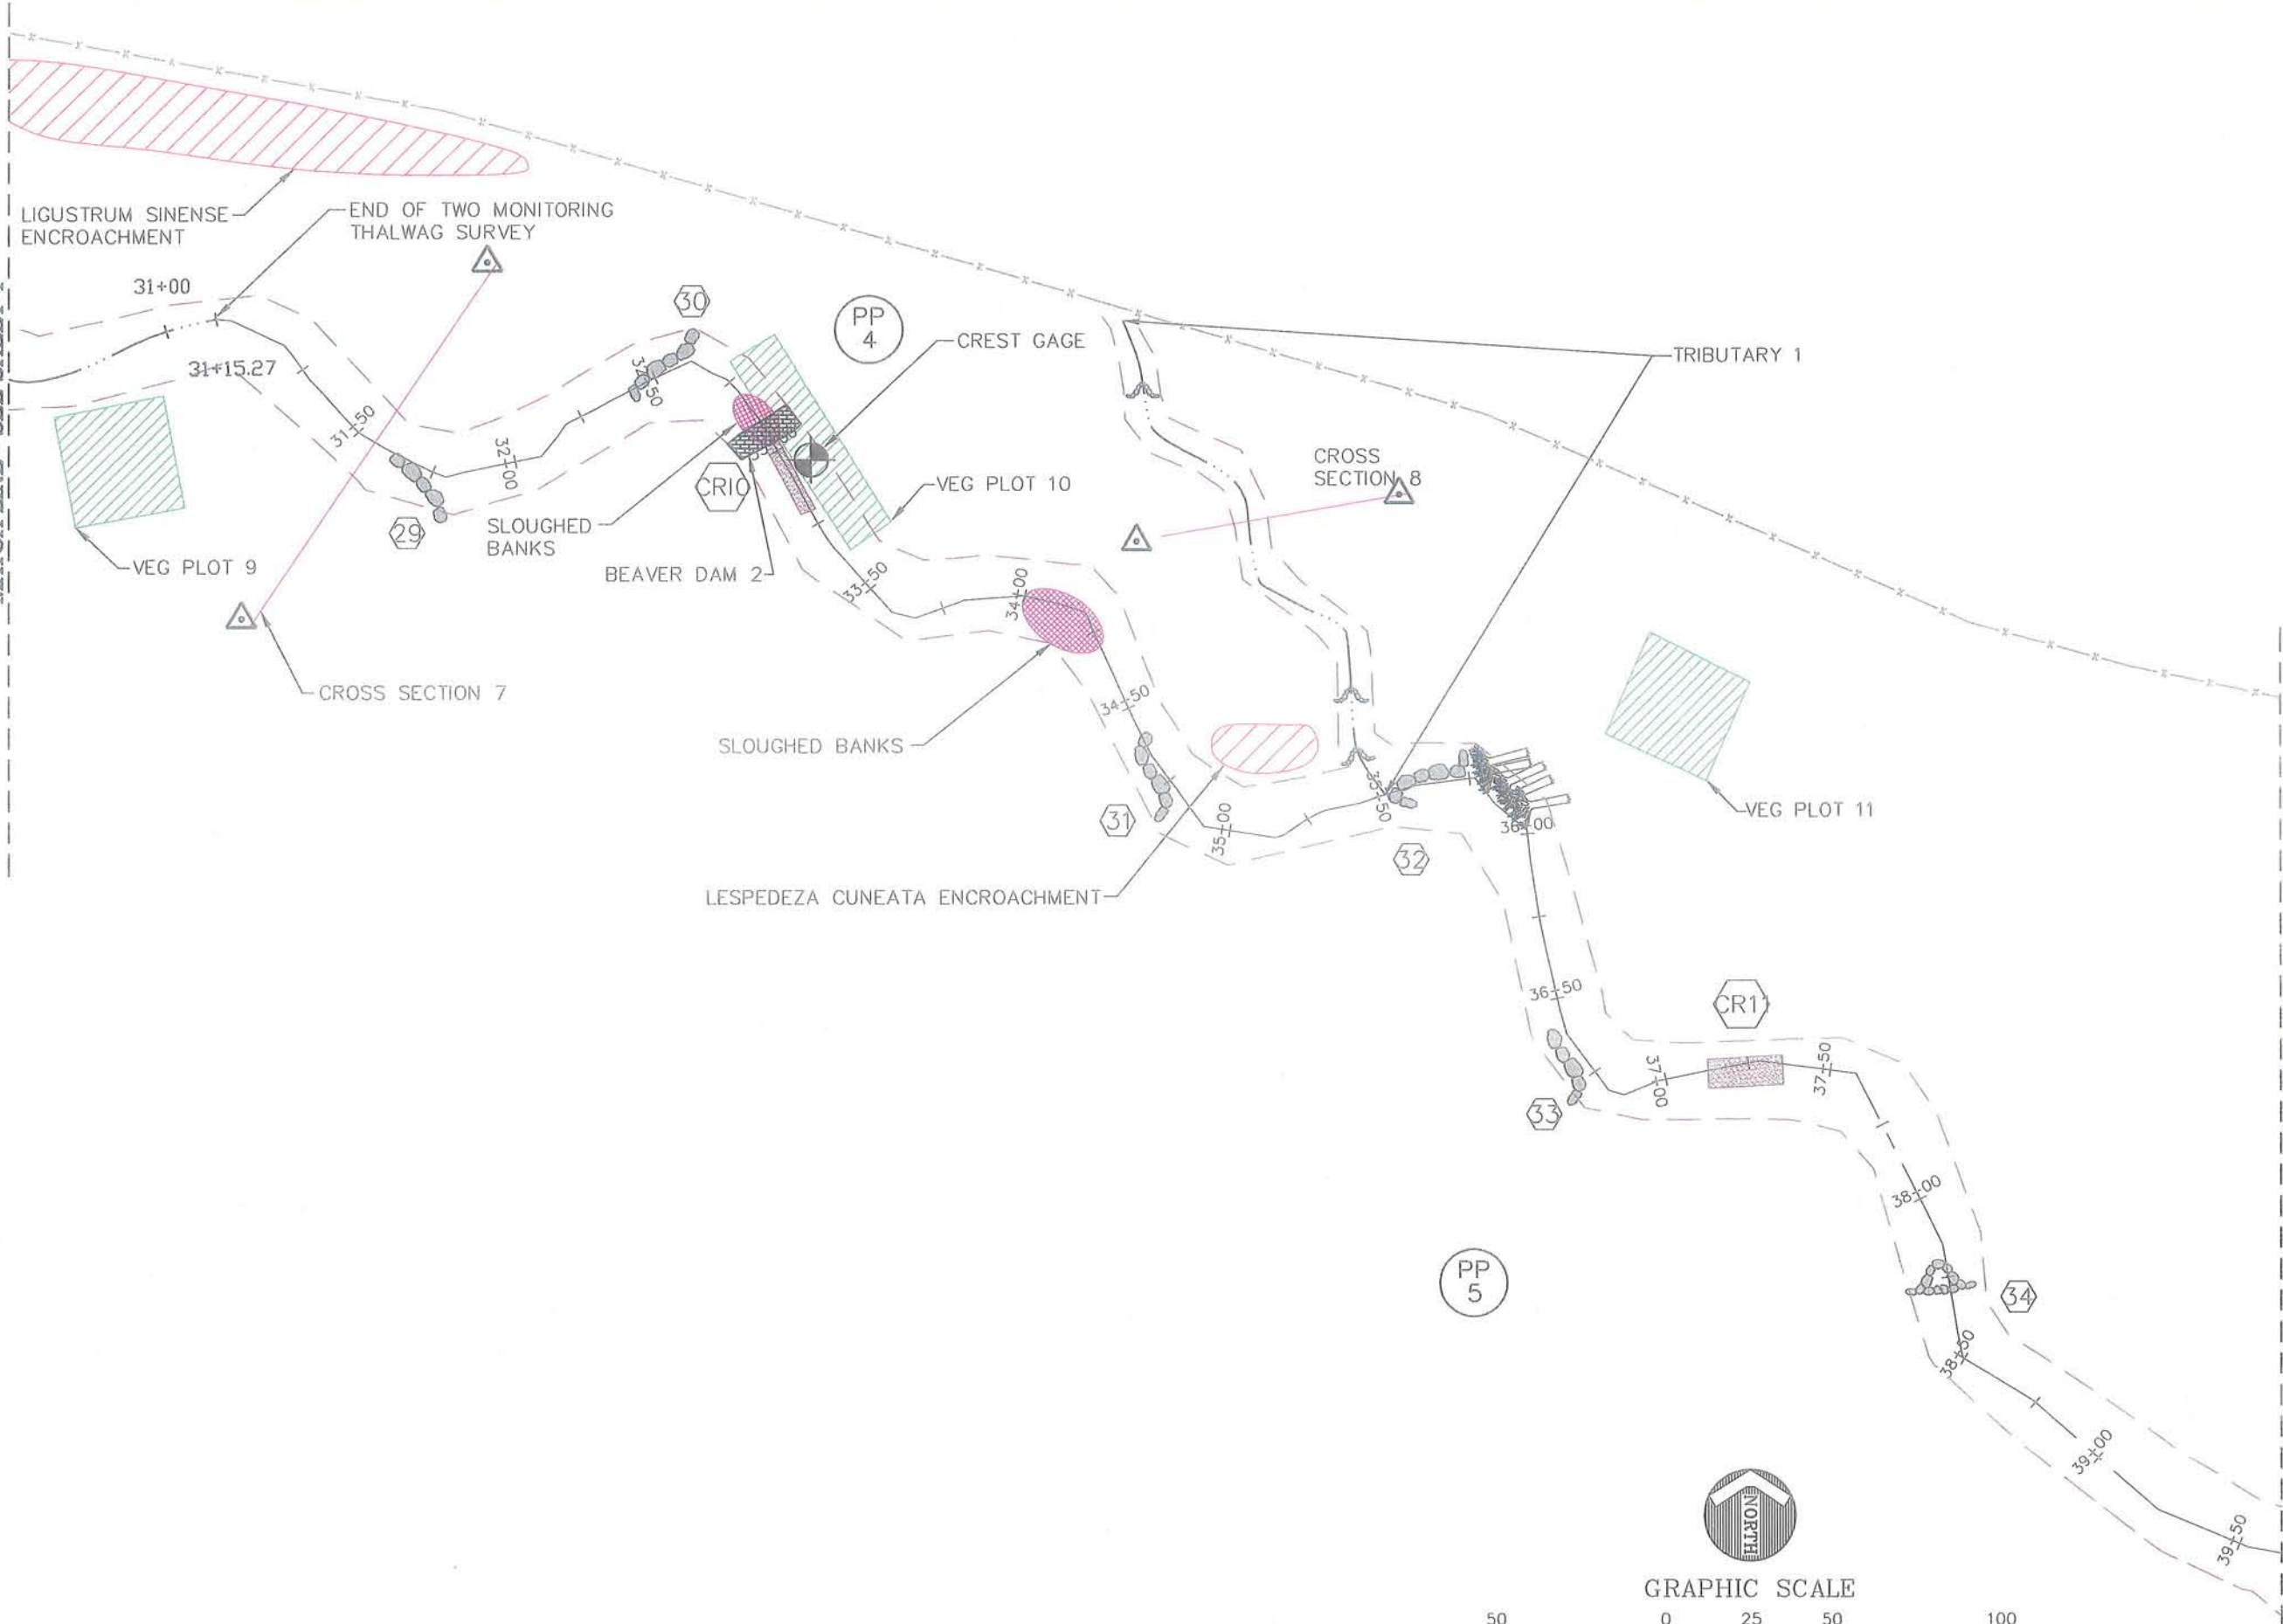 LIGUSTRUM SINENSE
ENCROACHMENT
END OF TWO MONITORING
THALWAG SURVEY
31+00
31+15.27
30
PP
4
CREST GAGE
TRIBUTARY 1
31+50
32+00
CR10
CROSS
SECTION 8
VEG PLOT 10
29
SLOUGHED
BANKS
VEG PLOT 9
BEAVER DAM 2
33+50
34+00
CROSS SECTION 7
34+50
SLOUGHED BANKS
31
35+00
35+50
36+00
VEG PLOT 11
32
LESPEDEZA CUNEATA ENCROACHMENT
36+50
CR11
37+00
37+50
33
38+00
PP
5
34
38+50
39+00
39+50
NORTH
GRAPHIC SCALE
50 0 25 50 100